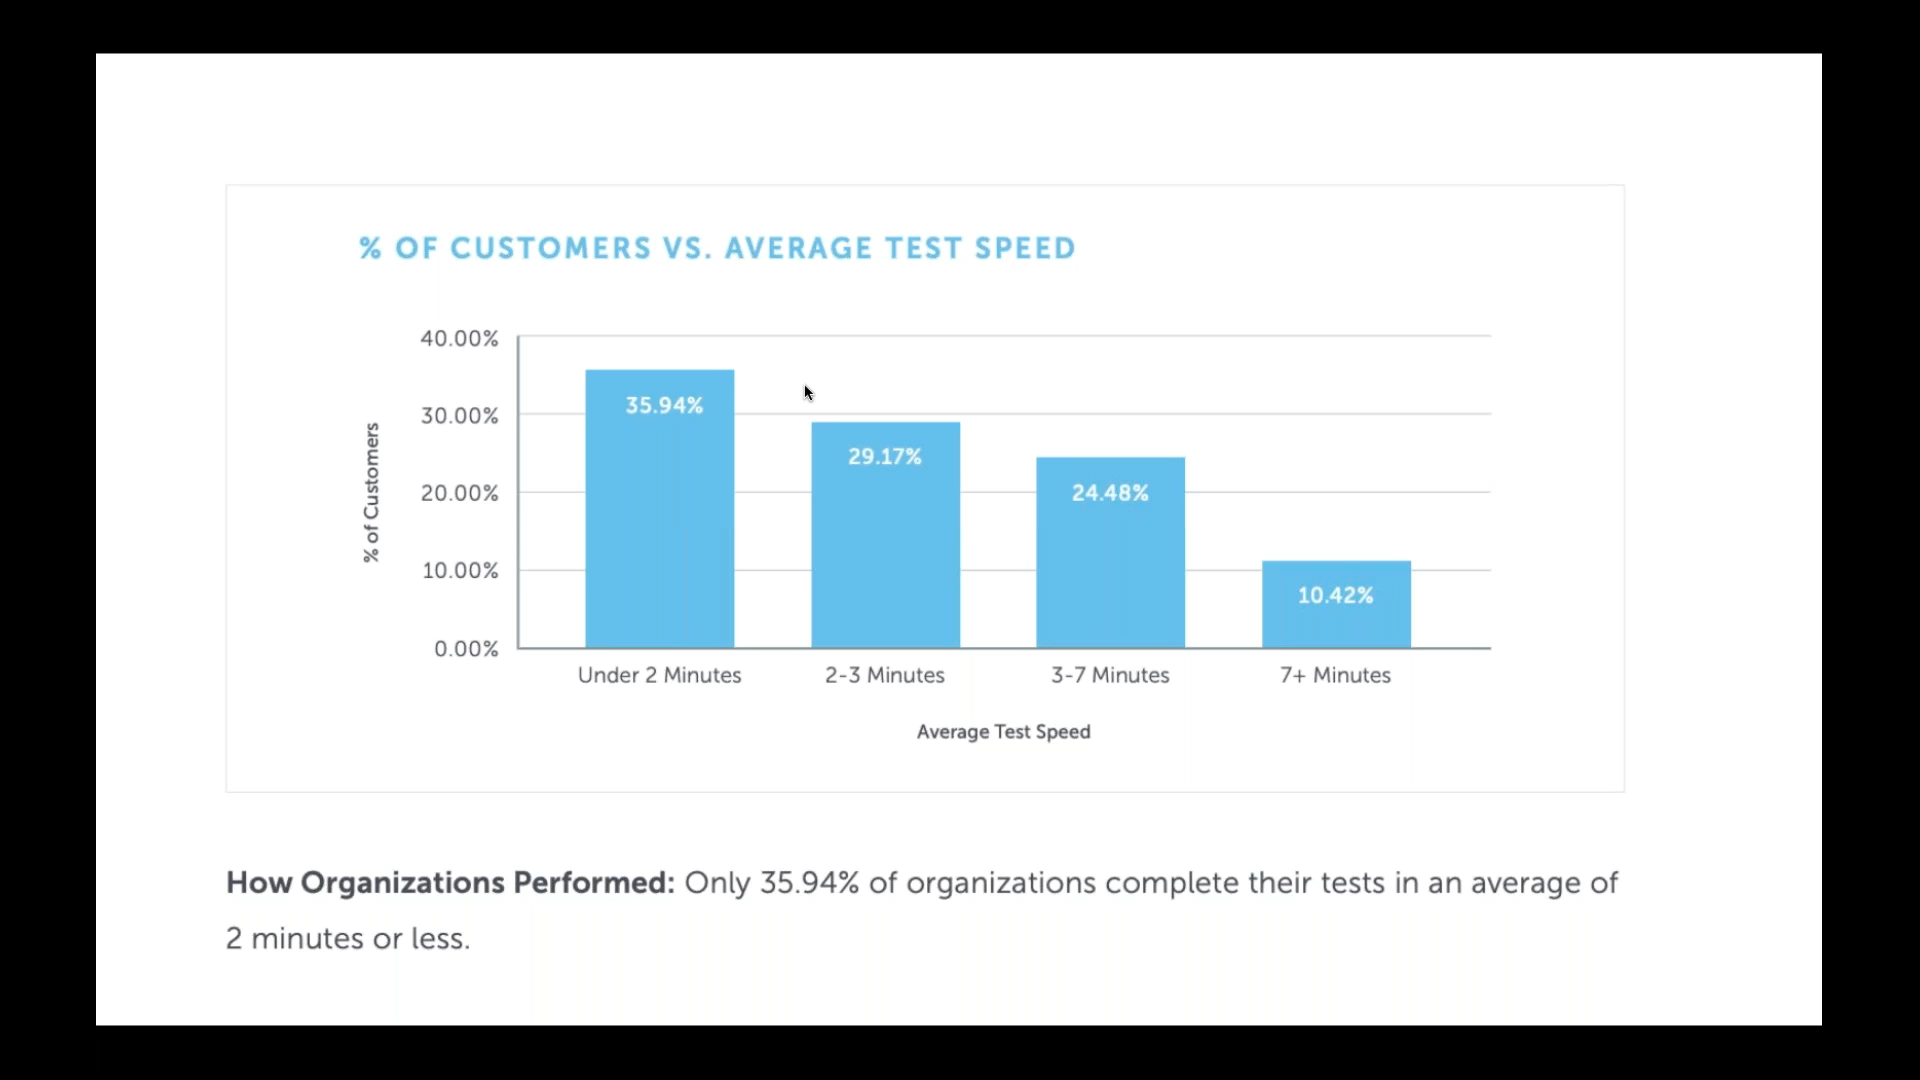 % OF CUSTOMERS VS. AVERAGE TEST SPEED
40.00%
30.00%
20.00%
10.00%
0.00%
% of Customers
35.94%
29.17%
24.48%
10.42%
Under 2 Minutes
2-3 Minutes
3-7 Minutes
7+ Minutes
Average Test Speed
How Organizations Performed: Only 35.94% of organizations complete their tests in an average of
2 minutes or less.